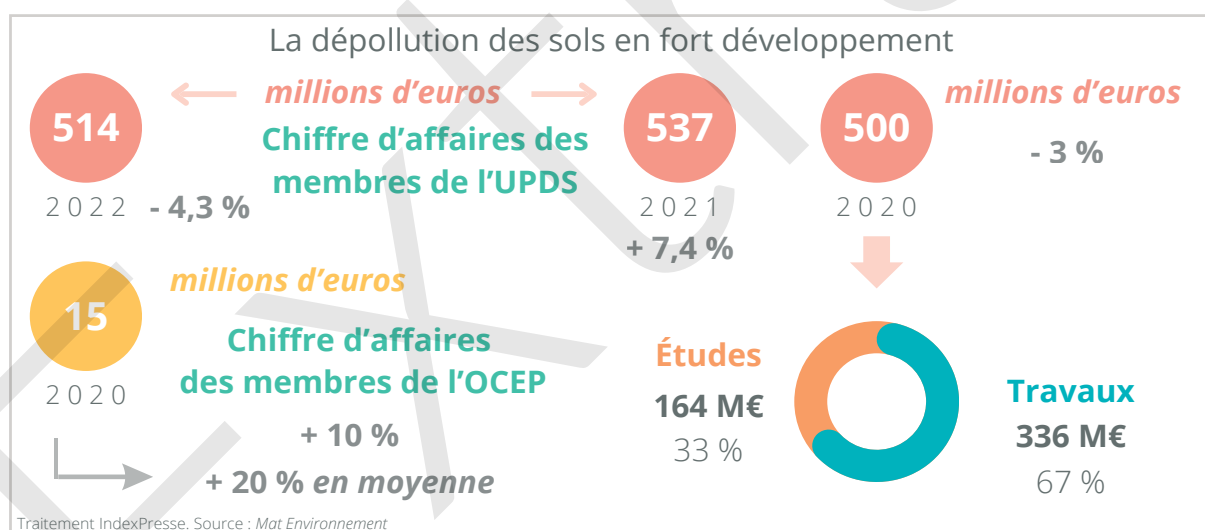 La dépollution des sols en fort développement
514
2022
- 4,3 %
millions d'euros
Chiffre d'affaires des
membres de l'UPDS
537
2021
+ 7,4 %
500
2020
millions d'euros
- 3 %
15
2020
millions d'euros
Chiffre d'affaires
des membres de l'OCEP
+ 10 %
+ 20 % en moyenne
Études
164 M€
33 %
Travaux
336 M€
67 %
Traitement IndexPresse. Source : Mat Environnement